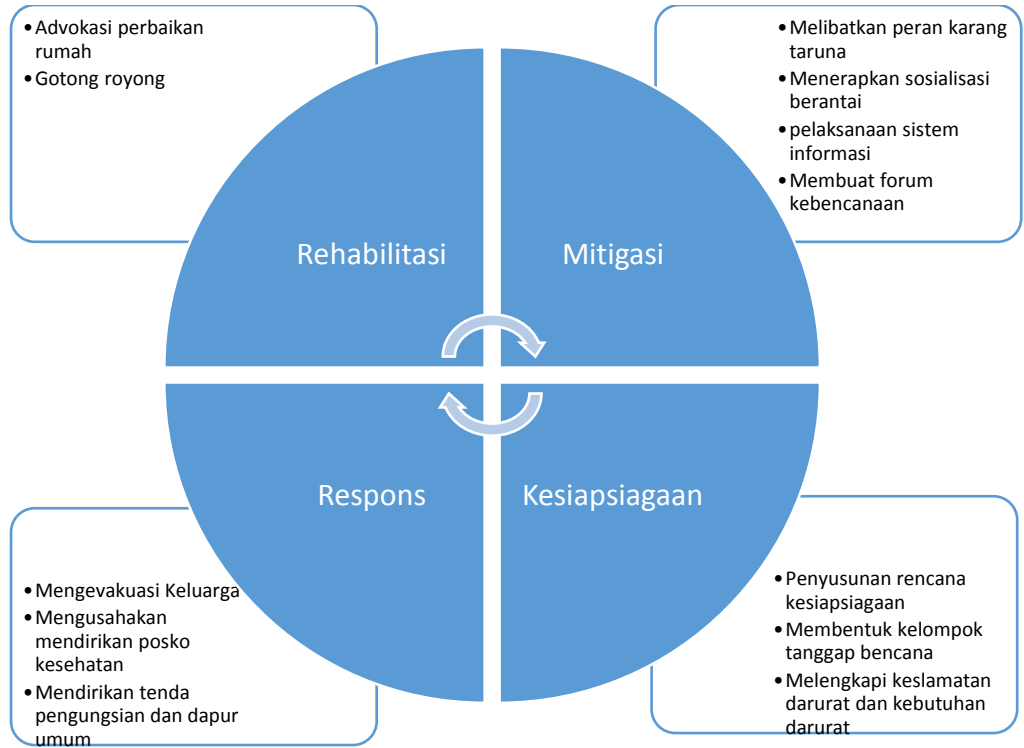 •Advokasi perbaikan
rumah
•Gotong royong
•Melibatkan peran karang
taruna
•Menerapkan sosialisasi
berantai
•pelaksanaan sistem
informasi
•Membuat forum
kebencanaan
Rehabilitasi
Mitigasi
Respons
Kesiapsiagaan
•Mengevakuasi Keluarga
•Mengusahakan
mendirikan posko
kesehatan
•Mendirikan tenda
pengungsian dan dapur
umum
•Penyusunan rencana
kesiapsiagaan
•Membentuk kelompok
tanggap bencana
•Melengkapi keslamatan
darurat dan kebutuhan
darurat